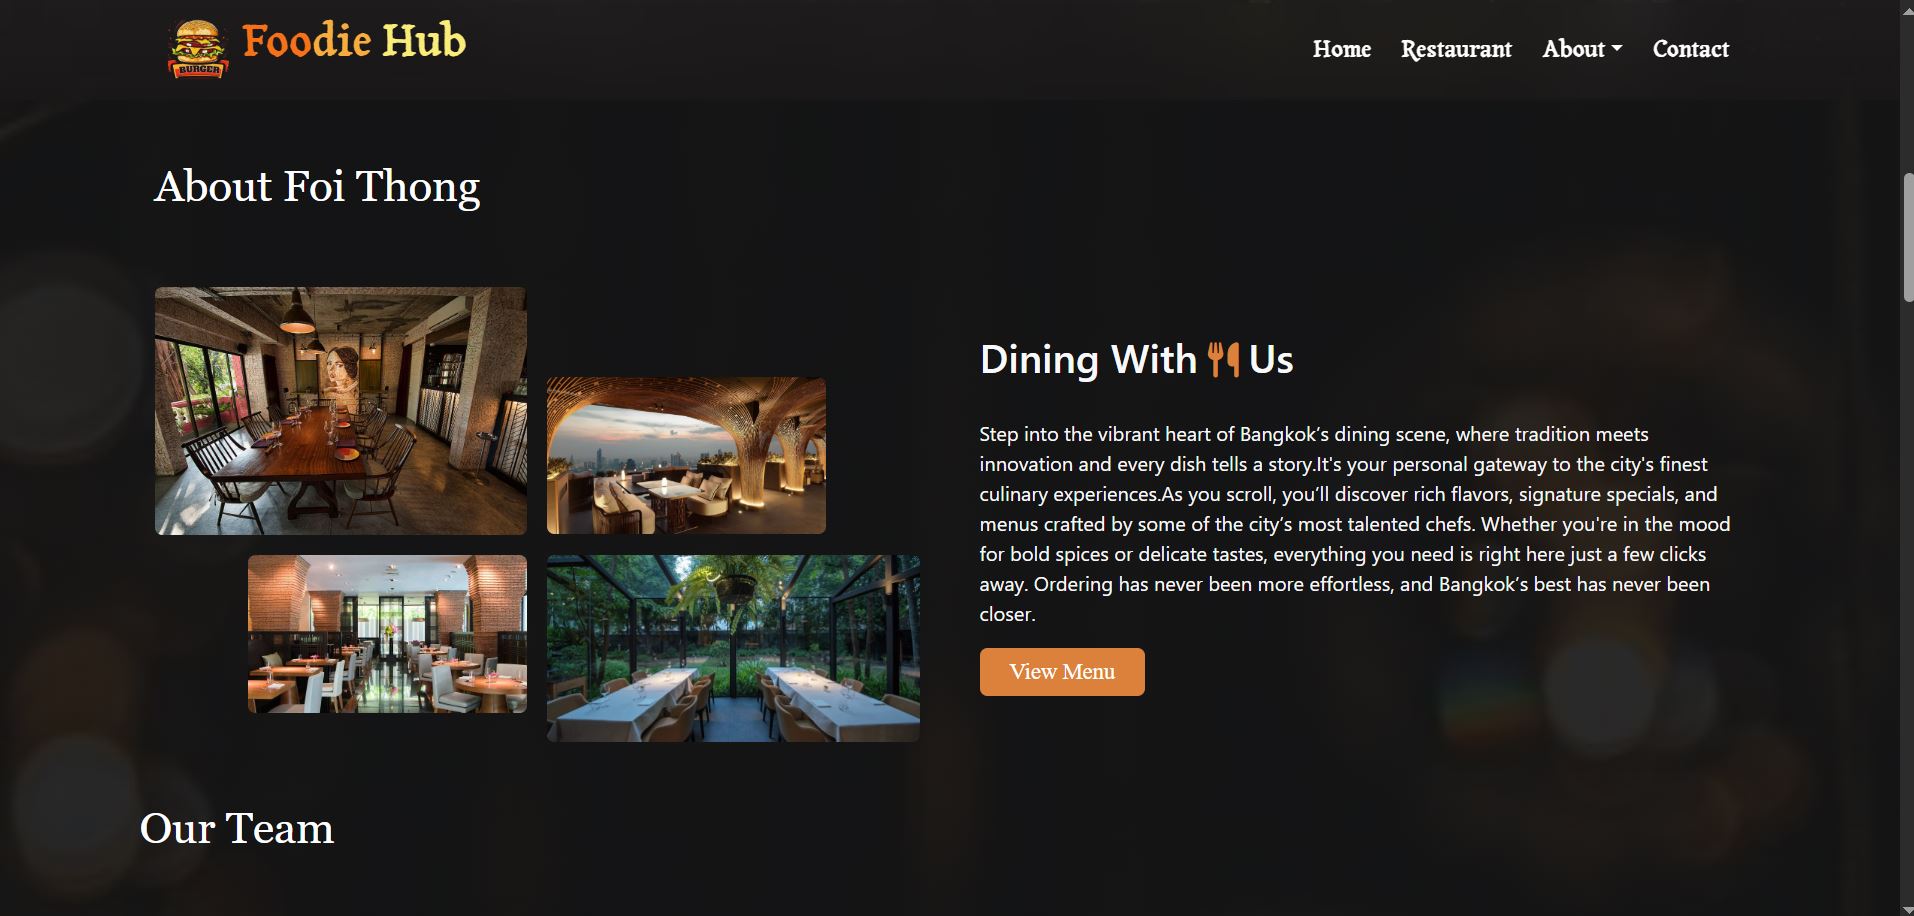 BURGER
Foodie Hub
Home
Restaurant
About
Contact
About Foi Thong
Dining With Us
Step into the vibrant heart of Bangkok’s dining scene, where tradition meets
innovation and every dish tells a story.It's your personal gateway to the city's finest
culinary experiences.As you scroll, you’ll discover rich flavors, signature specials, and
menus crafted by some of the city’s most talented chefs. Whether you're in the mood
for bold spices or delicate tastes, everything you need is right here just a few clicks
away. Ordering has never been more effortless, and Bangkok’s best has never been
closer.
View Menu
Our Team